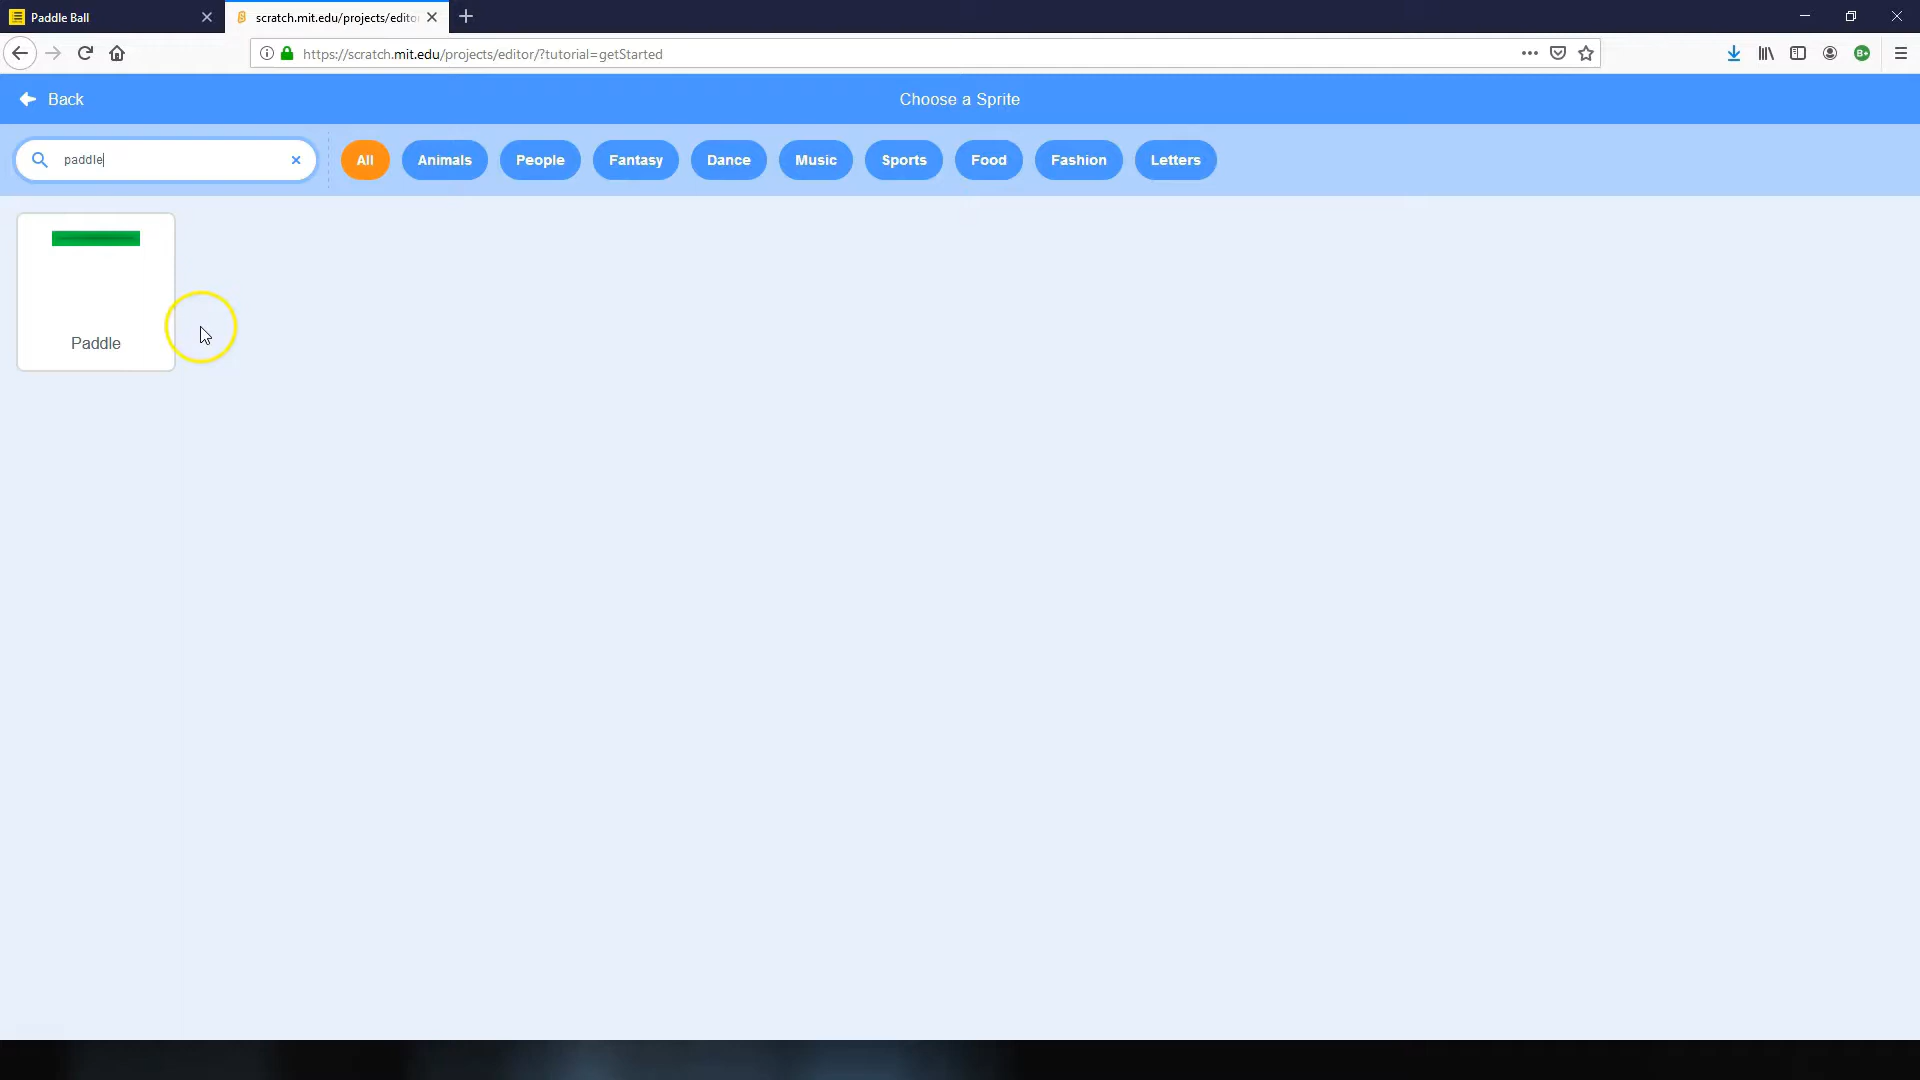 Paddle Ball
scratch.mit.edu/projects/edito
https://scratch.mit.edu/projects/editor/?tutorial=getStarted
Back
Choose a Sprite
paddle
All
Animals
People
Fantasy
Dance
Music
Sports
Food
Fashion
Letters
Paddle